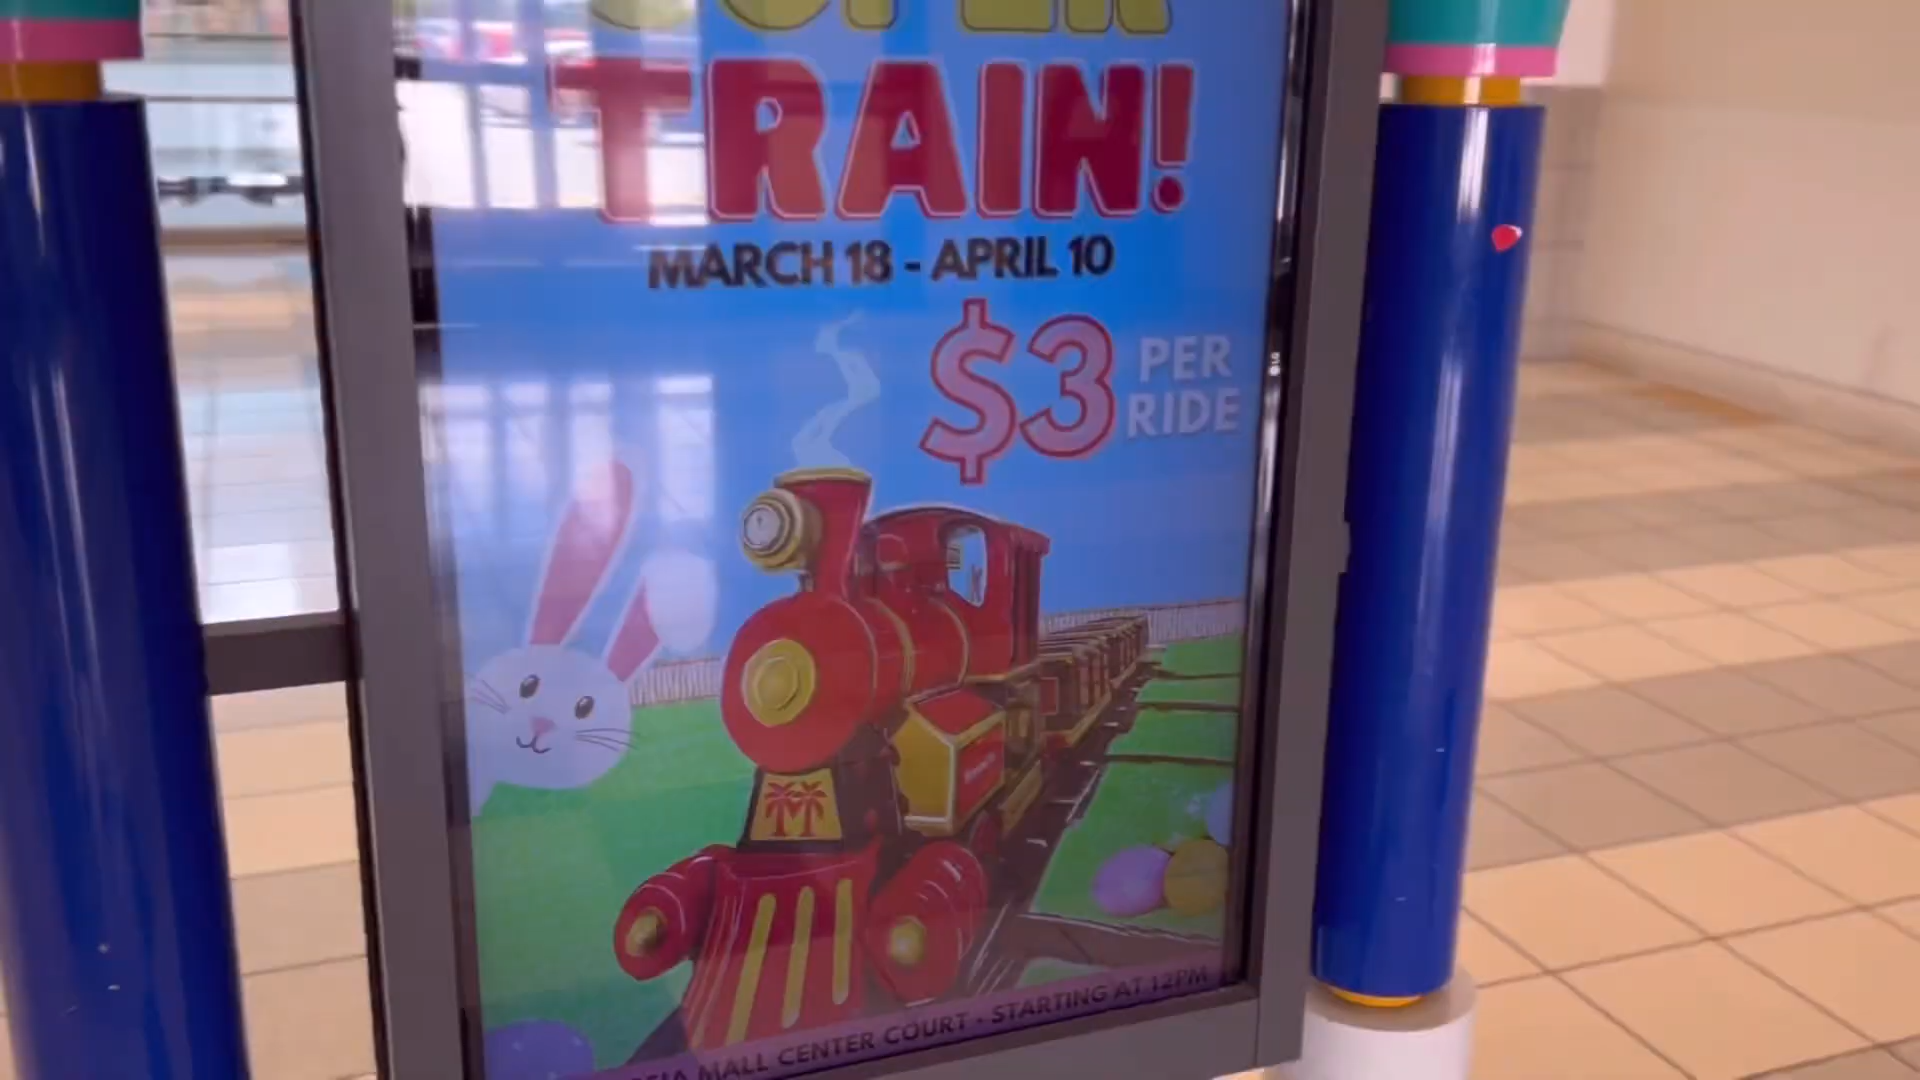 TRAIN!
MARCH 18 - APRIL 10
$3 PER RIDE
MALL CENTER COURT - STARTING AT 12PM